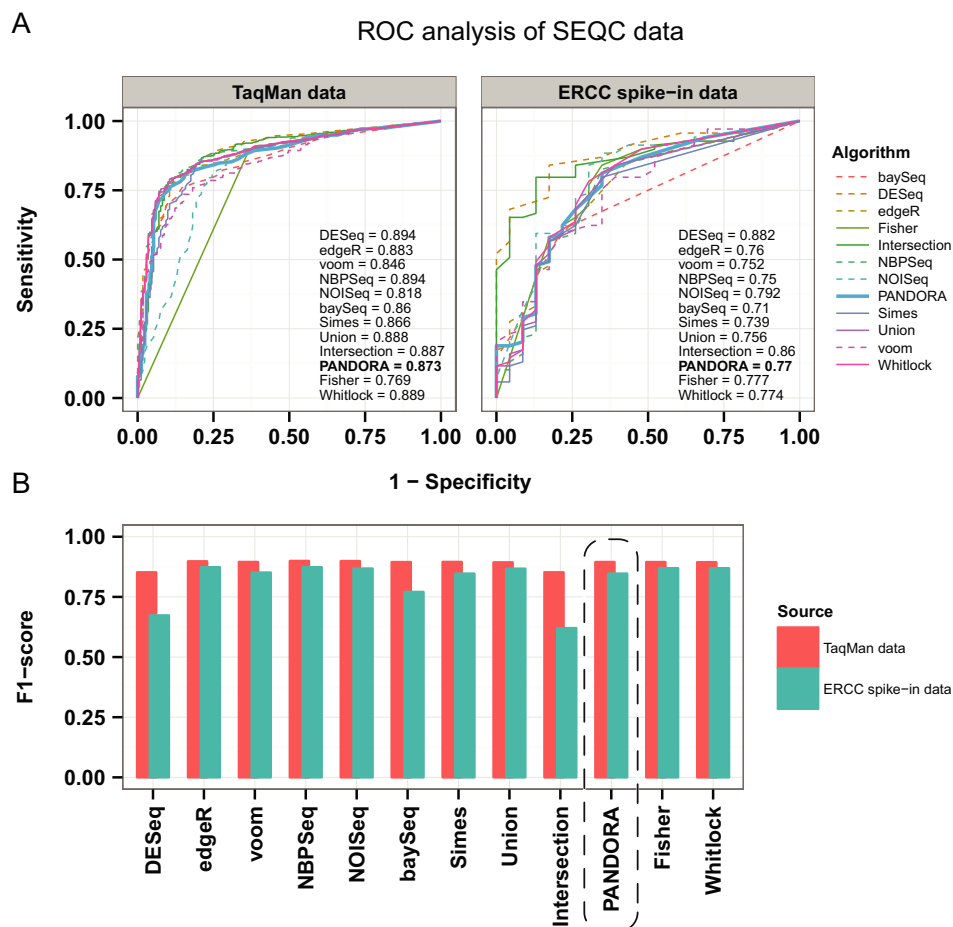 A
ROC analysis of SEQC data
TaqMan data
ERCC spike−in data
Sensitivity
1.00
0.75
0.50
0.25
0.00
DESeq = 0.894
edgeR = 0.883
voom = 0.846
NBPSeq = 0.894
NOISeq = 0.818
baySeq = 0.86
Simes = 0.866
Union = 0.888
Intersection = 0.887
PANDORA = 0.873
Fisher = 0.769
Whitlock = 0.889
DESeq = 0.882
edgeR = 0.76
voom = 0.752
NBPSeq = 0.75
NOISeq = 0.792
baySeq = 0.71
Simes = 0.739
Union = 0.756
Intersection = 0.86
PANDORA = 0.77
Fisher = 0.777
Whitlock = 0.774
0.00 0.25 0.50 0.75 1.00
0.00 0.25 0.50 0.75 1.00
1 − Specificity
Algorithm
baySeq
DESeq
edgeR
Fisher
Intersection
NBPSeq
NOISeq
PANDORA
Simes
Union
voom
Whitlock
B
F1−score
1.00
0.75
0.50
0.25
0.00
DESeq
edgeR
voom
NBPSeq
NOISeq
baySeq
Simes
Union
Intersection
PANDORA
Fisher
Whitlock
Source
TaqMan data
ERCC spike−in data